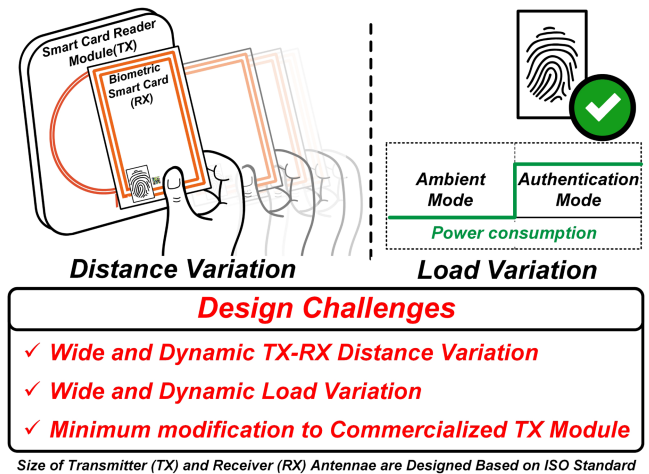 Smart Card Reader
Module(TX)
Biometric
Smart Card
(RX)
Distance Variation
Ambient
Mode
Authentication
Mode
Power consumption
Load Variation
Design Challenges
✓ Wide and Dynamic TX-RX Distance Variation
✓ Wide and Dynamic Load Variation
✓ Minimum modification to Commercialized TX Module
Size of Transmitter (TX) and Receiver (RX) Antennae are Designed Based on ISO Standard